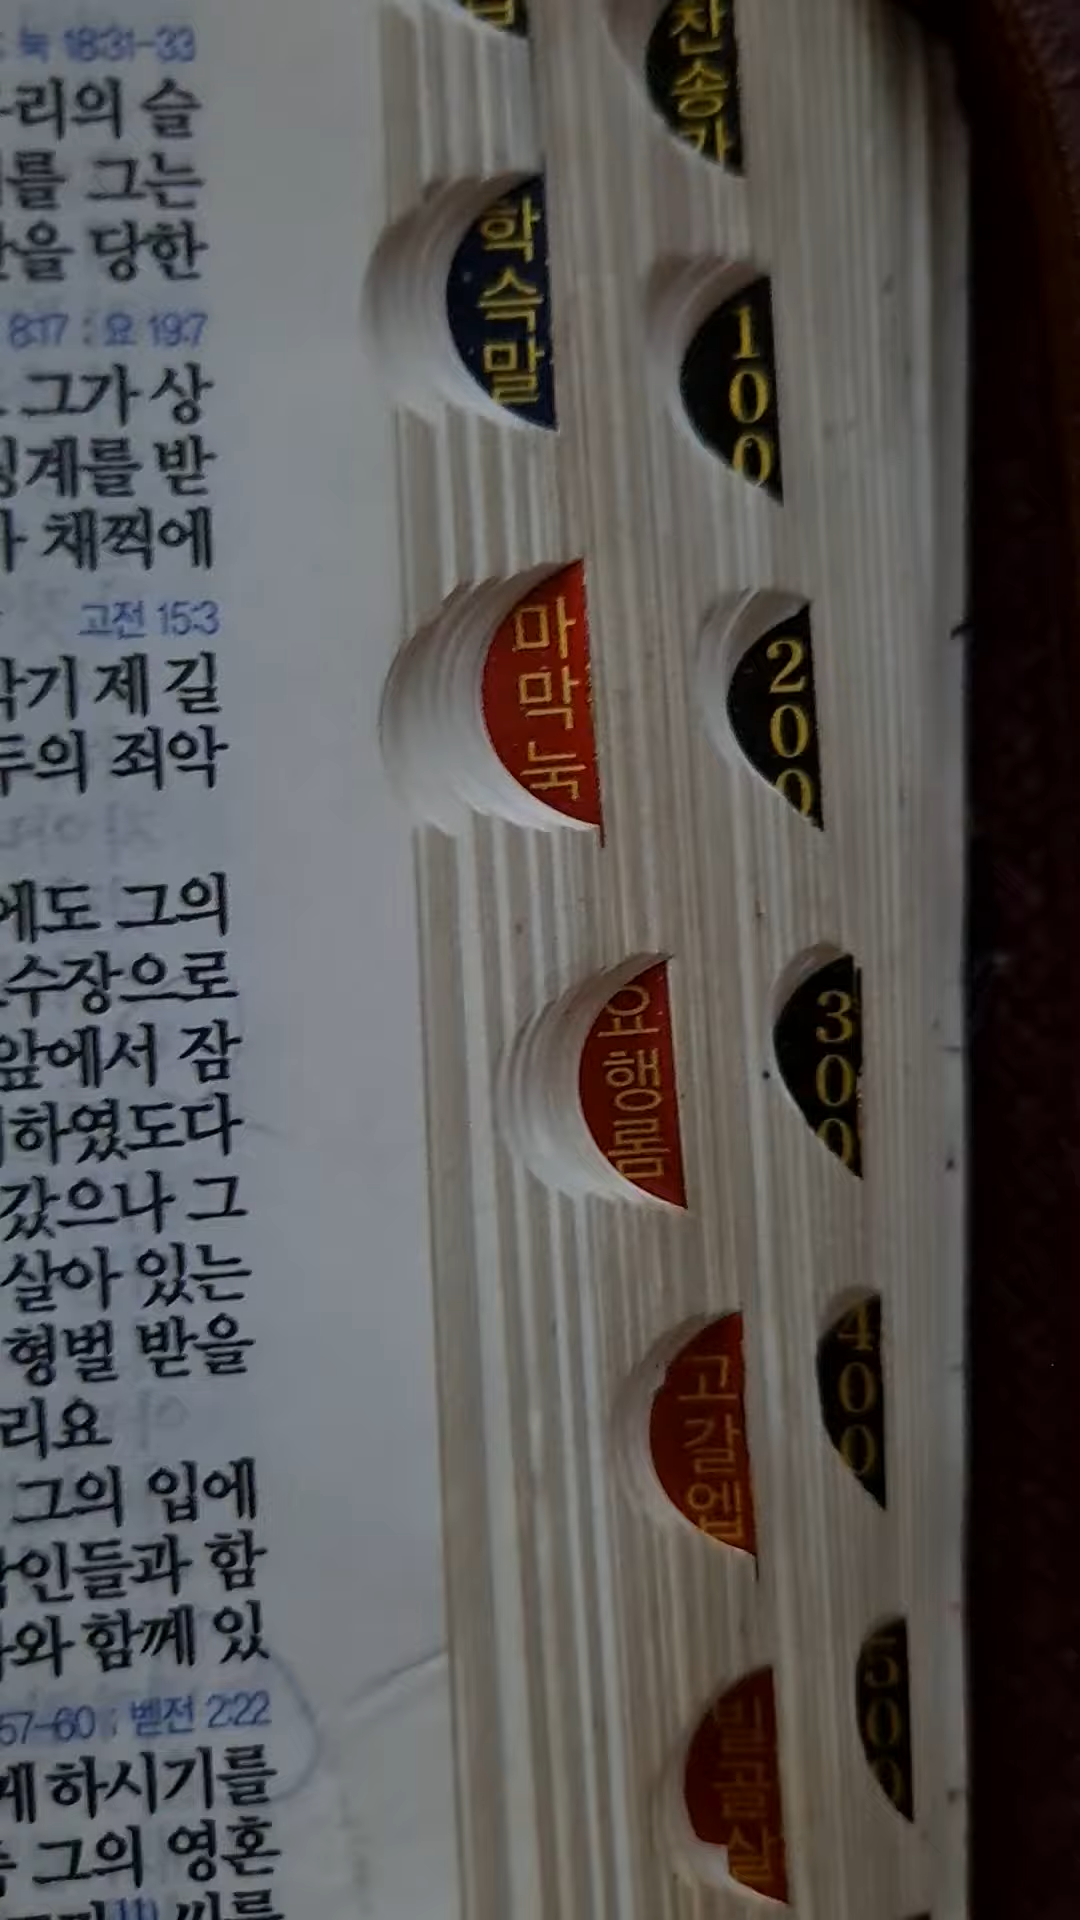 눅 18:31-33
리의 슬
를 그는
을 당한
8:17 ; 요 19:7
그가 상
계를 받
채찍에
고전 15:3
기 제 길
두의 죄악
에도 그의
수장으로
앞에서 잠
하였도다
갔으나 그
살아 있는
형벌 받을
리요
그의 입에
인들과 함
와 함께 있
57-60 ; 벧전 2:22
하시기를
그의 영혼
찬송가
학슥말
100
마막눅
200
요행롬
300
고갈엡
400
빌골살
500